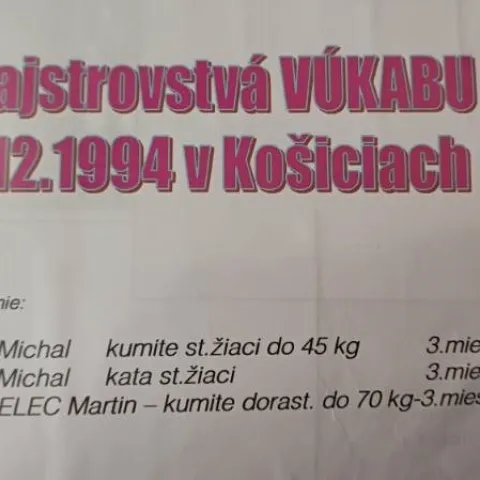 ajstrovstvá VÚKABU
12.1994 v Košiciach
nie:
Michal kumite st.žiaci do 45 kg 3.mie
Michal kata st.žiaci 3.mie
ELEC Martin – kumite dorast. do 70 kg-3.mies